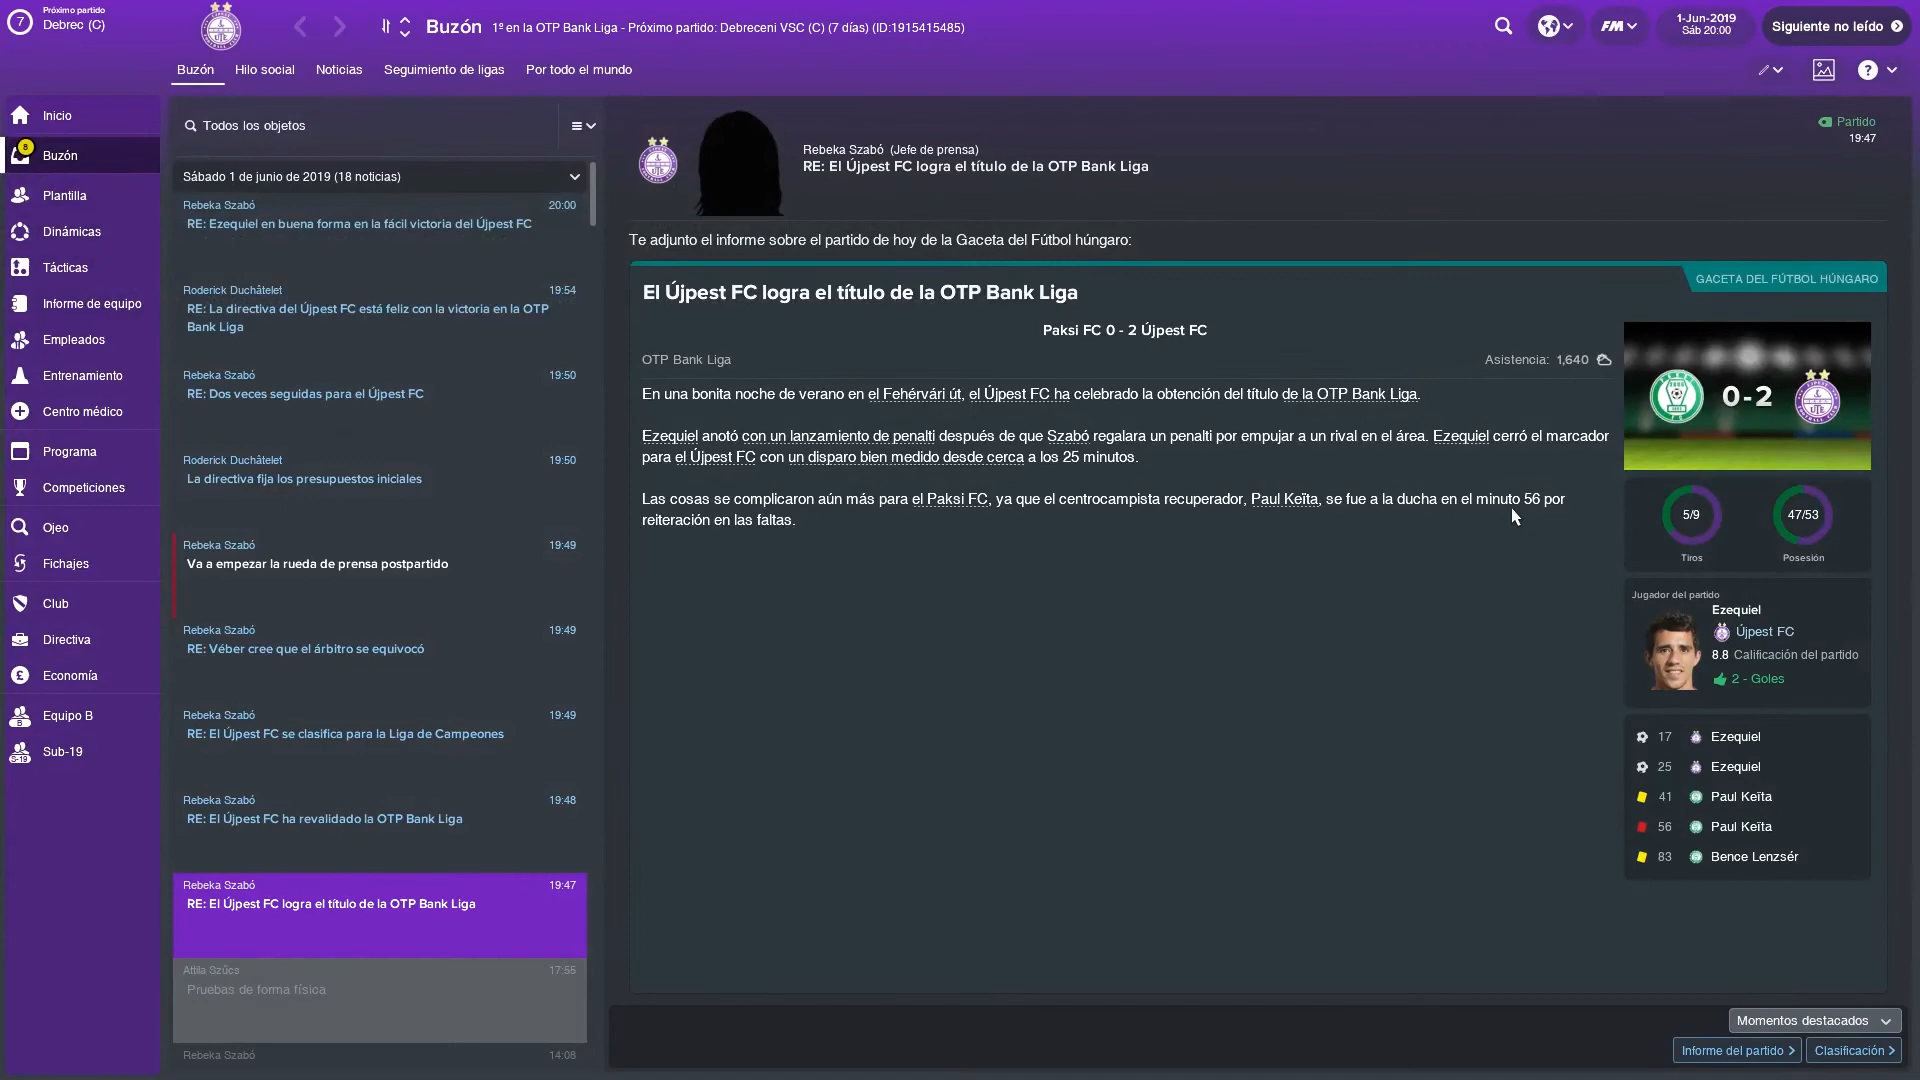 7
Próximo partido
Debrec (C)
Buzón 1º en la OTP Bank Liga - Próximo partido: Debreceni VSC (C) (7 días) (ID:1915415485)
FM
1-Jun-2019
Sáb 20:00
Siguiente no leído
Buzón Hilo social Noticias Seguimiento de ligas Por todo el mundo
?
Inicio
8
Buzón
Plantilla
Dinámicas
Tácticas
Informe de equipo
Empleados
Entrenamiento
Centro médico
Programa
Competiciones
Ojeo
Fichajes
Club
Directiva
Economía
Equipo B
Sub-19
Todos los objetos
Sábado 1 de junio de 2019 (18 noticias)
Rebeka Szabó 20:00
RE: Ezequiel en buena forma en la fácil victoria del Újpest FC
Roderick Duchâtelet 19:54
RE: La directiva del Újpest FC está feliz con la victoria en la OTP
Bank Liga
Rebeka Szabó 19:50
RE: Dos veces seguidas para el Újpest FC
Roderick Duchâtelet 19:50
La directiva fija los presupuestos iniciales
Rebeka Szabó 19:49
Va a empezar la rueda de prensa postpartido
Rebeka Szabó 19:49
RE: Véber cree que el árbitro se equivocó
Rebeka Szabó 19:49
RE: El Újpest FC se clasifica para la Liga de Campeones
Rebeka Szabó 19:48
RE: El Újpest FC ha revalidado la OTP Bank Liga
Rebeka Szabó 19:47
RE: El Újpest FC logra el título de la OTP Bank Liga
Attila Szűcs 17:55
Pruebas de forma física
Rebeka Szabó 14:08
Rebeka Szabó (Jefe de prensa)
RE: El Újpest FC logra el título de la OTP Bank Liga
Partido
19:47
Te adjunto el informe sobre el partido de hoy de la Gaceta del Fútbol húngaro:
GACETA DEL FÚTBOL HÚNGARO
El Újpest FC logra el título de la OTP Bank Liga
Paksi FC 0 - 2 Újpest FC
OTP Bank Liga Asistencia: 1,640
En una bonita noche de verano en el Fehérvári út, el Újpest FC ha celebrado la obtención del título de la OTP Bank Liga.
Ezequiel anotó con un lanzamiento de penalti después de que Szabó regalara un penalti por empujar a un rival en el área. Ezequiel cerró el marcador
para el Újpest FC con un disparo bien medido desde cerca a los 25 minutos.
Las cosas se complicaron aún más para el Paksi FC, ya que el centrocampista recuperador, Paul Keïta, se fue a la ducha en el minuto 56 por
reiteración en las faltas.
0-2
5/9
47/53
Tiros
Posesión
Jugador del partido
Ezequiel
Újpest FC
8.8 Calificación del partido
2 - Goles
17 Ezequiel
25 Ezequiel
41 Paul Keïta
56 Paul Keïta
83 Bence Lenzsér
Momentos destacados
Informe del partido
Clasificación